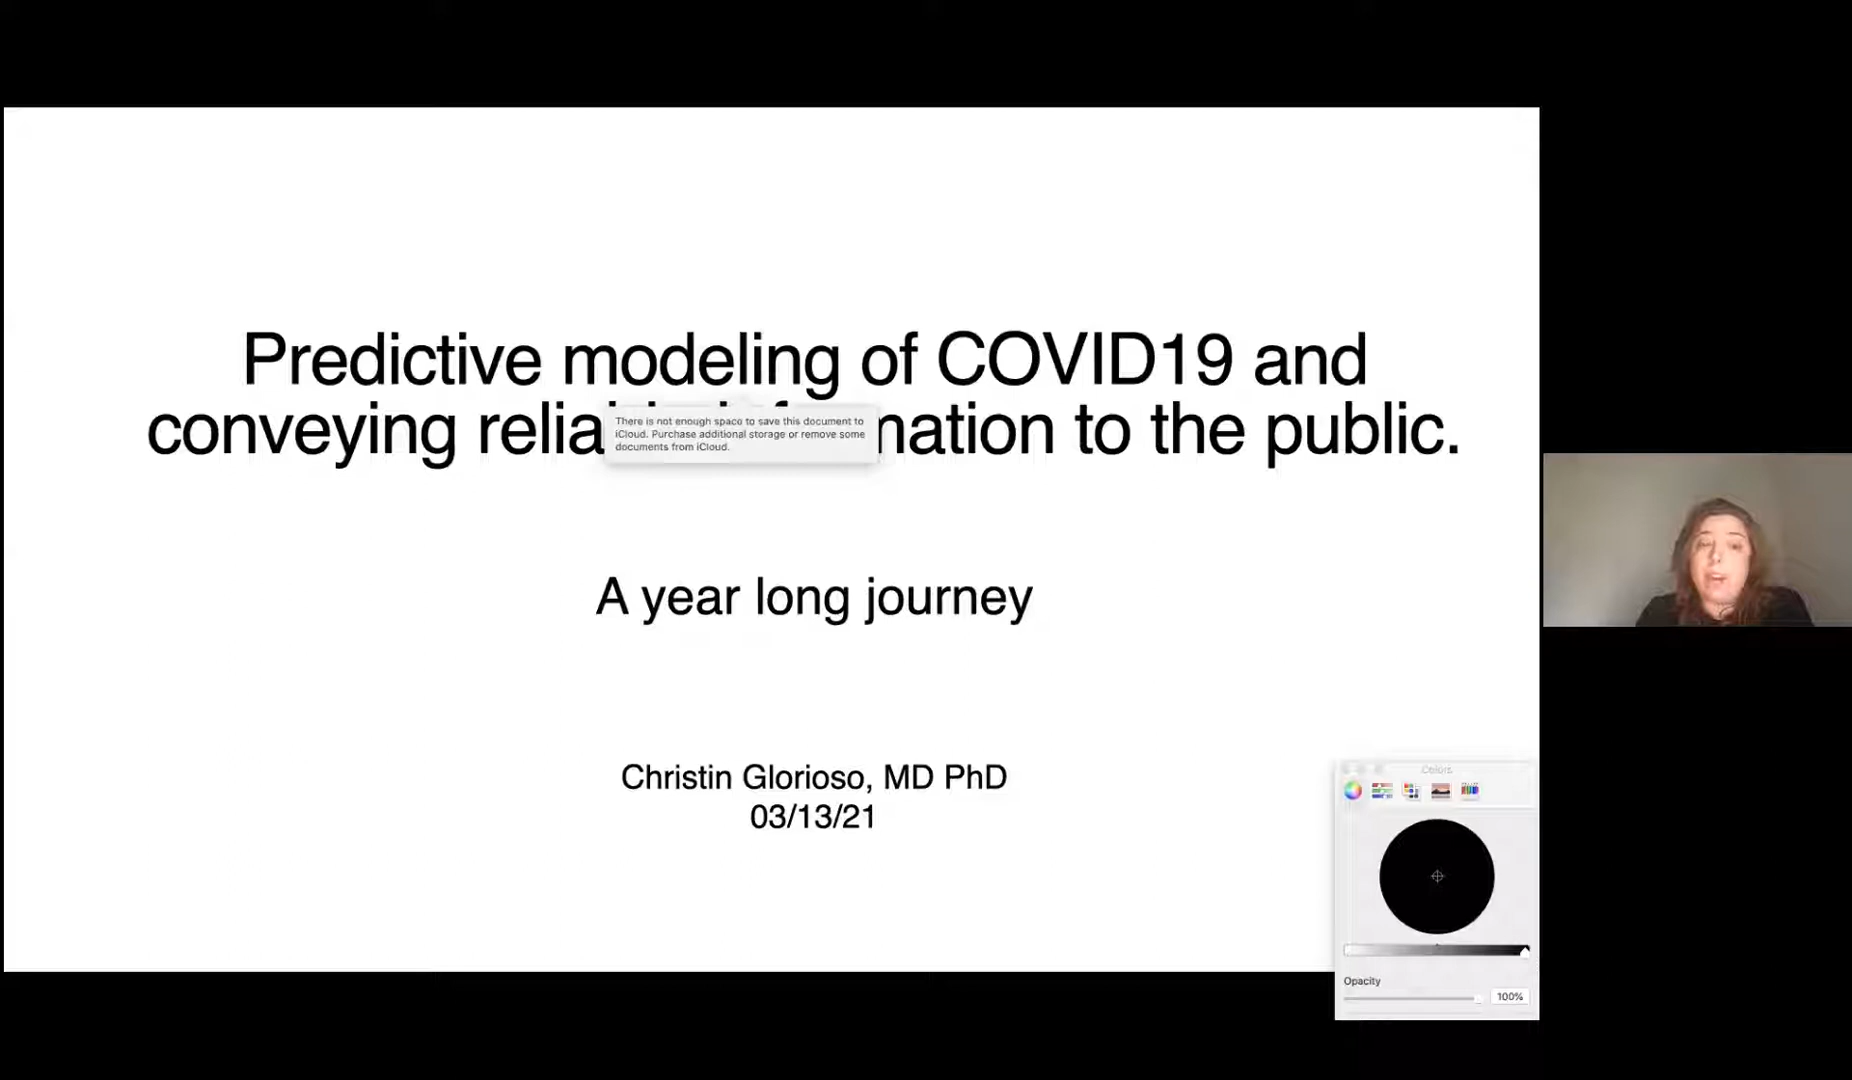 Predictive modeling of COVID19 and
conveying relia nation to the public.
There is not enough space to save this document to
iCloud. Purchase additional storage or remove some
documents from iCloud.
A year long journey
Christin Glorioso, MD PhD
03/13/21
Colors
Opacity
100%